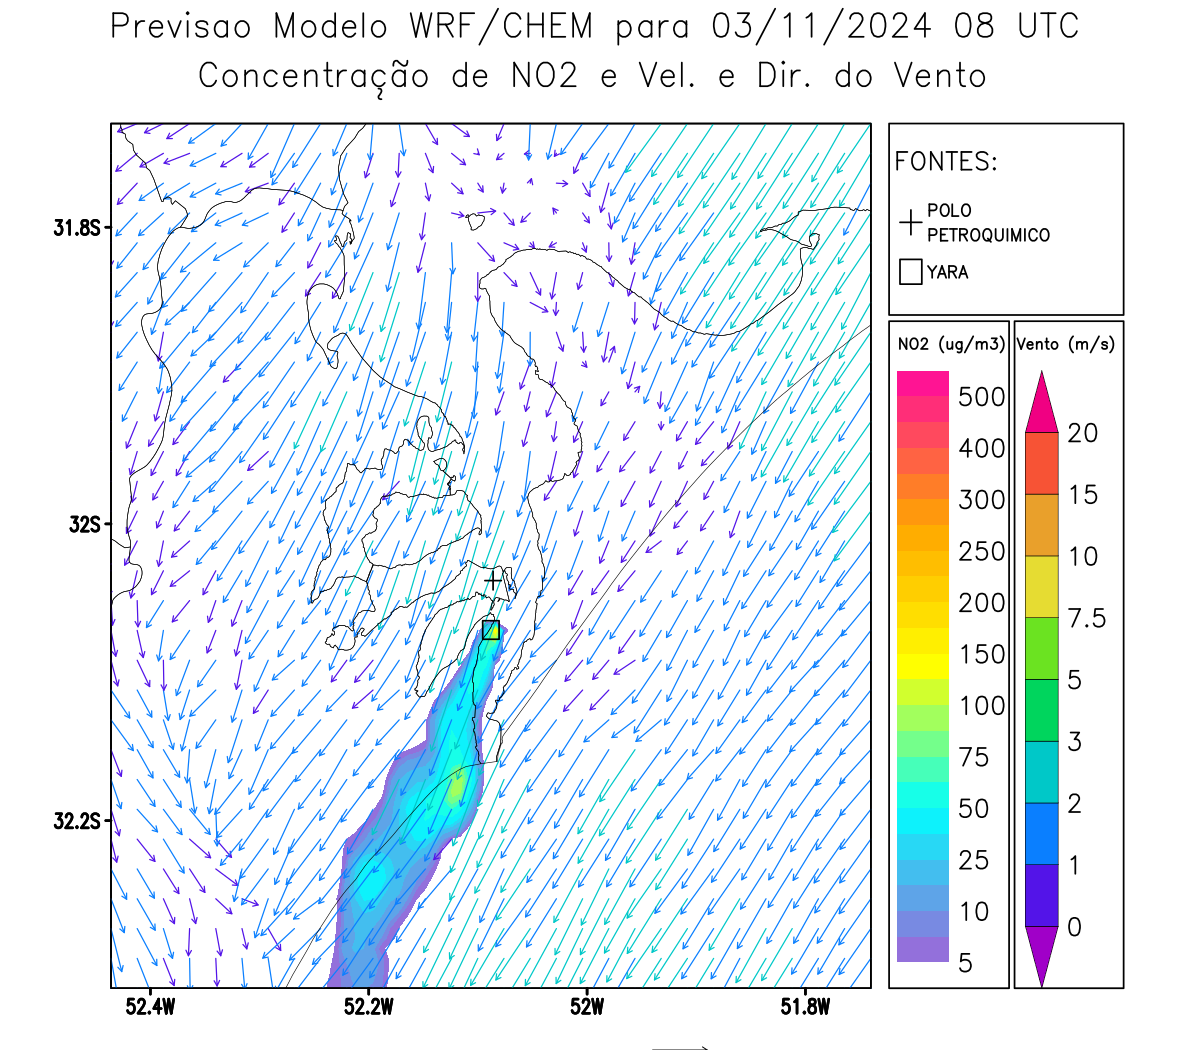 Previsao Modelo WRF/CHEM para 03/11/2024 08 UTC
Concentração de NO2 e Vel. e Dir. do Vento
FONTES:
POLO
PETROQUIMICO
YARA
31.8S
32S
32.2S
52.4W
52.2W
52W
51.8W
NO2 (ug/m3)
500
400
300
250
200
150
100
75
50
25
10
5
Vento (m/s)
20
15
10
7.5
5
3
2
1
0